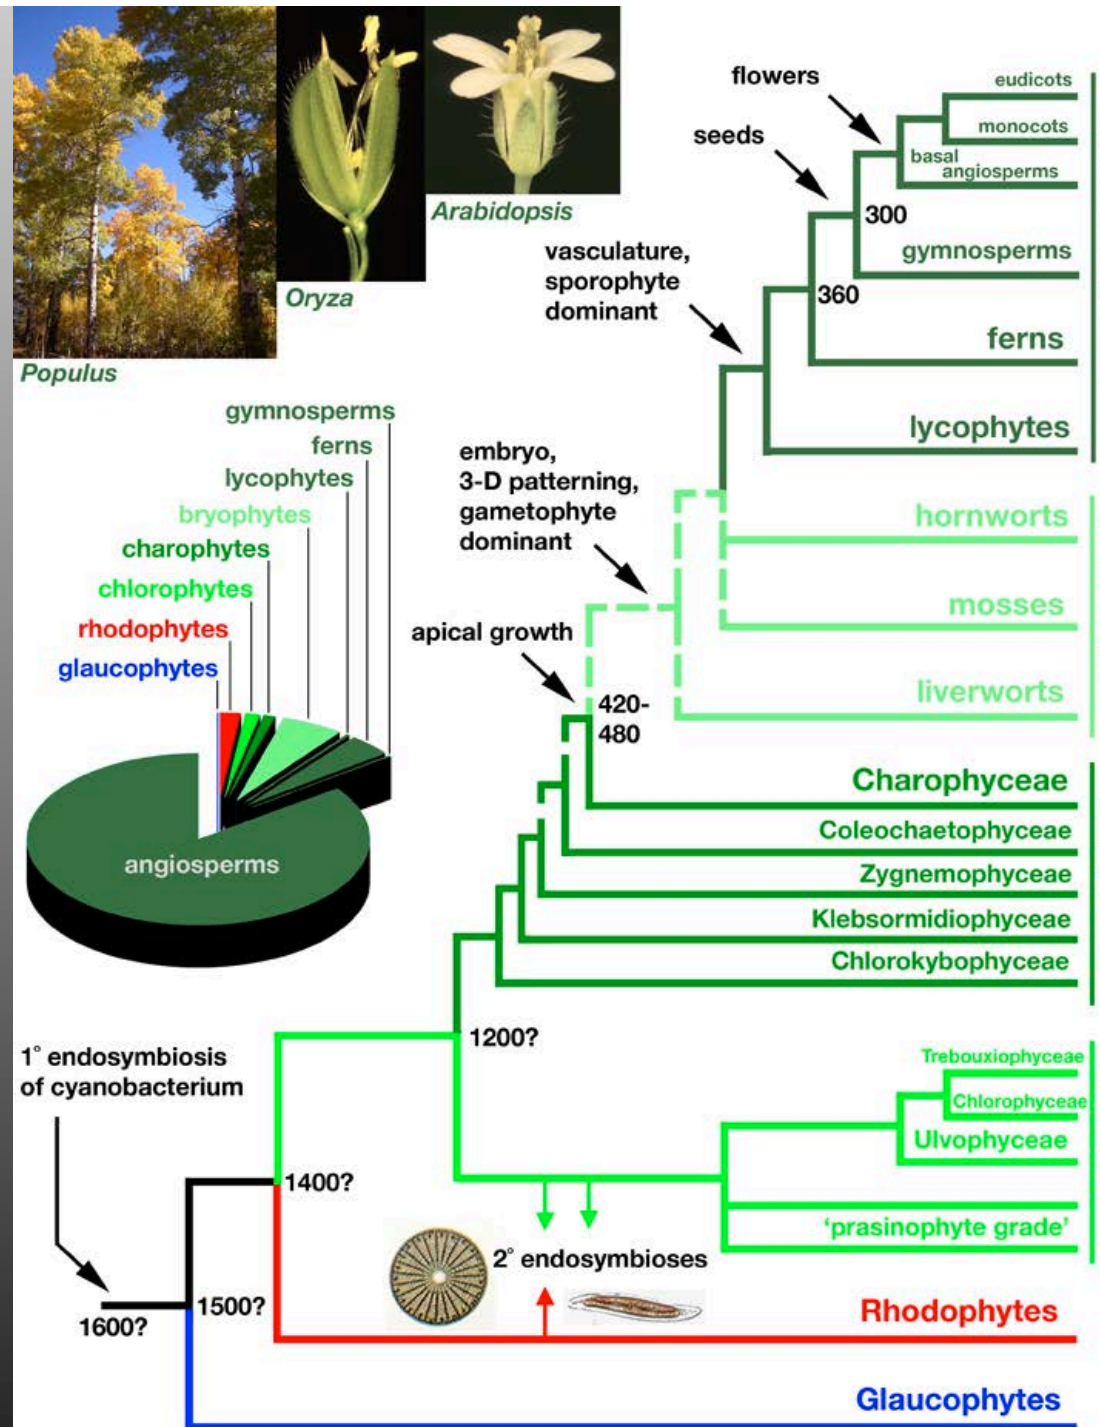 Populus
Oryza
Arabidopsis
flowers
seeds
vasculature,
sporophyte
dominant
embryo,
3-D patterning,
gametophyte
dominant
apical growth
eudicots
monocots
basal
angiosperms
300
gymnosperms
360
ferns
lycophytes
hornworts
mosses
liverworts
420-
480
Charophyceae
Coleochaetophyceae
Zygnemophyceae
Klebsormidiophyceae
Chlorokybophyceae
1200?
Trebouxiophyceae
Chlorophyceae
Ulvophyceae
'prasinophyte grade'
2° endosymbioses
Rhodophytes
Glaucophytes
gymnosperms
ferns
lycophytes
bryophytes
charophytes
chlorophytes
rhodophytes
glaucophytes
angiosperms
1° endosymbiosis
of cyanobacterium
1400?
1500?
1600?